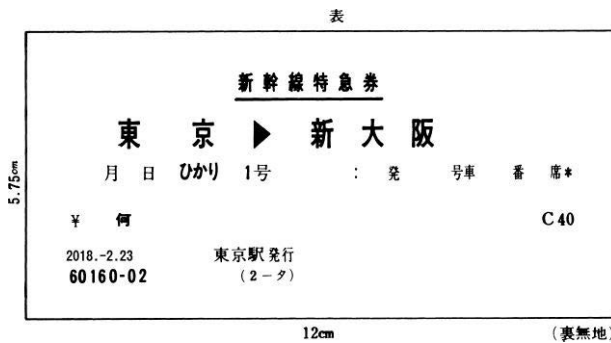 表
新幹線特急券
東京▶新大阪
月 日 ひかり 1号 : 発 号車 番 席*
¥ 何
C40
2018.-2.23 東京駅発行
60160-02 (2-タ)
5.75cm
12cm
(裏無地)